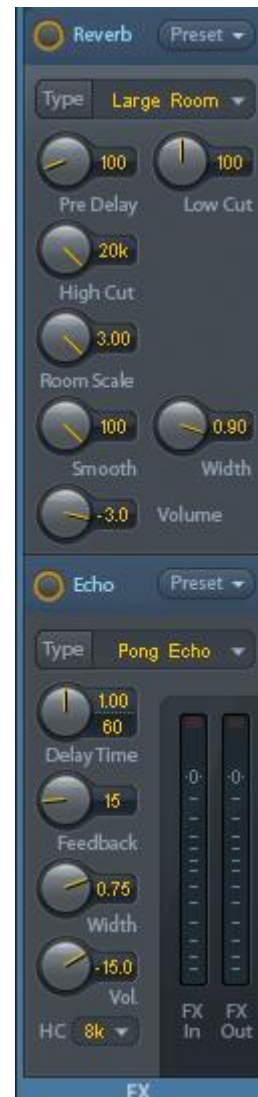 Reverb Preset
Type Large Room
100 100
Pre Delay Low Cut
20k
High Cut
3.00
Room Scale
100 0.90
Smooth Width
-3.0 Volume
Echo Preset
Type Pong Echo
1.00
60
Delay Time
-0- -0-
15
Feedback
0.75
Width
-15.0
Vol.
FX FX
HC 8k In Out
FX